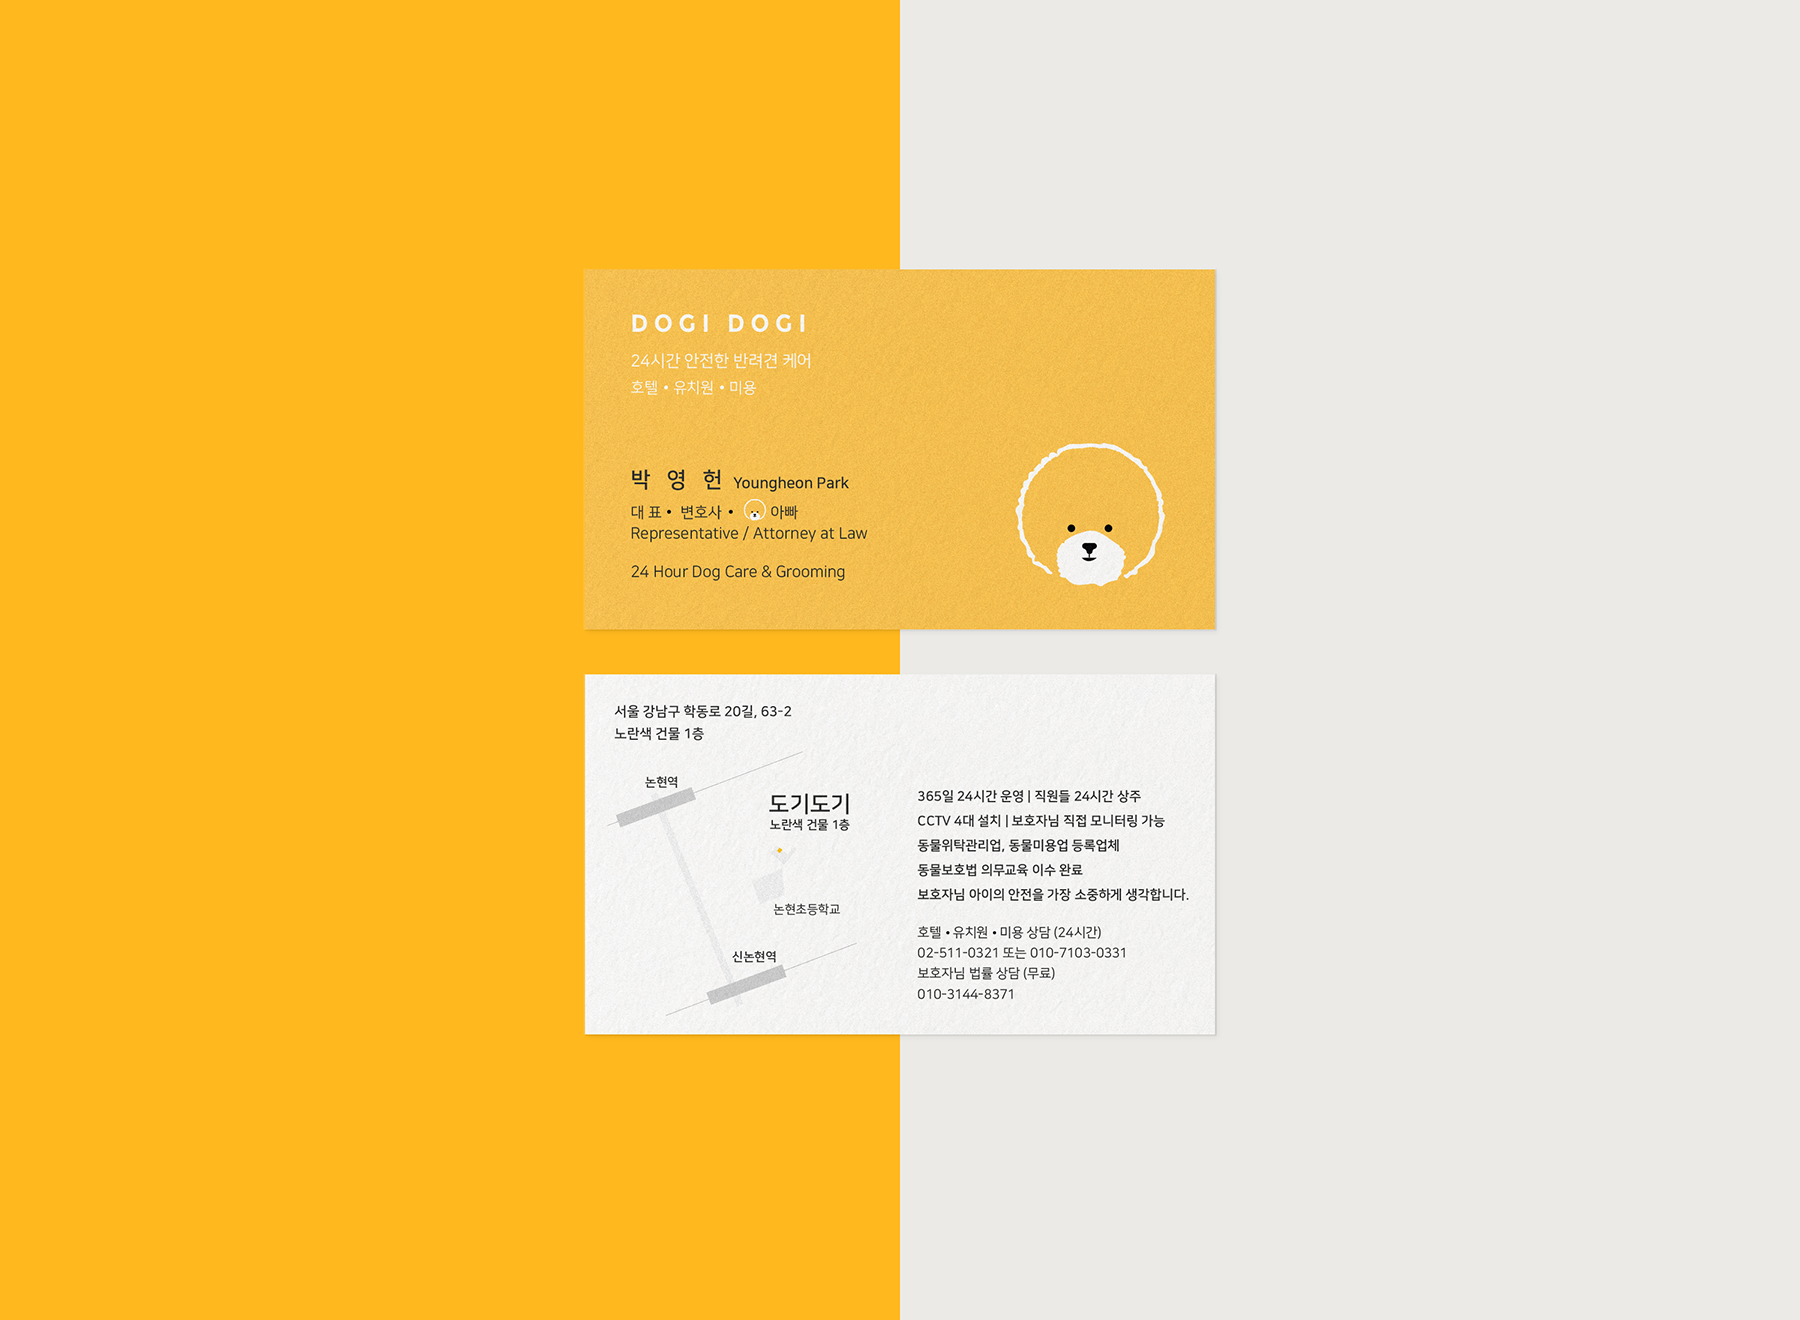 DOGI DOGI
24시간 안전한 반려견 케어
호텔 • 유치원 • 미용
박 영 헌 Youngheon Park
대 표 • 변호사 • 아빠
Representative / Attorney at Law
24 Hour Dog Care & Grooming
서울 강남구 학동로 20길, 63-2
노란색 건물 1층
논현역
도기도기
노란색 건물 1층
논현초등학교
신논현역
365일 24시간 운영 | 직원들 24시간 상주
CCTV 4대 설치 | 보호자님 직접 모니터링 가능
동물위탁관리업, 동물미용업 등록업체
동물보호법 의무교육 이수 완료
보호자님 아이의 안전을 가장 소중하게 생각합니다.
호텔 • 유치원 • 미용 상담 (24시간)
02-511-0321 또는 010-7103-0331
보호자님 법률 상담 (무료)
010-3144-8371